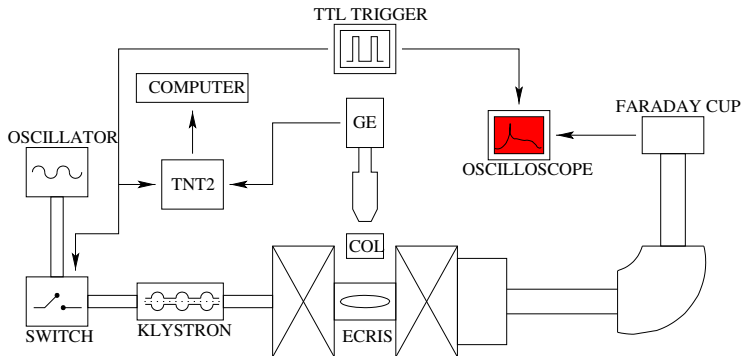 TTL TRIGGER
COMPUTER
GE
FARADAY CUP
OSCILLATOR
TNT2
OSCILLOSCOPE
COL
SWITCH
KLYSTRON
ECRIS